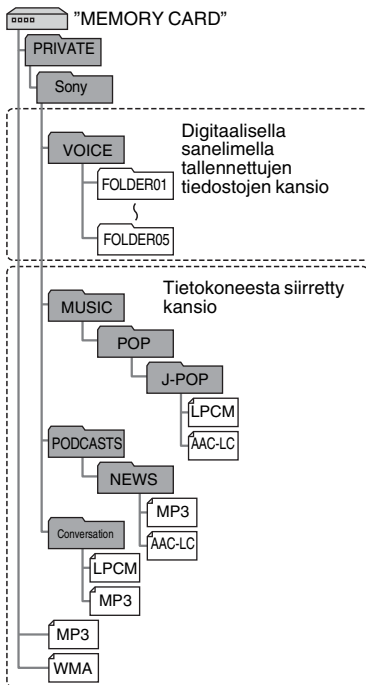 "MEMORY CARD"
PRIVATE
Sony
VOICE
FOLDER01
FOLDER05
Digitaalisella
sanelimella
tallennettujen
tiedostojen kansio
Tietokoneesta siirretty
kansio
MUSIC
POP
J-POP
LPCM
AAC-LC
PODCASTS
NEWS
MP3
AAC-LC
Conversation
LPCM
MP3
MP3
WMA